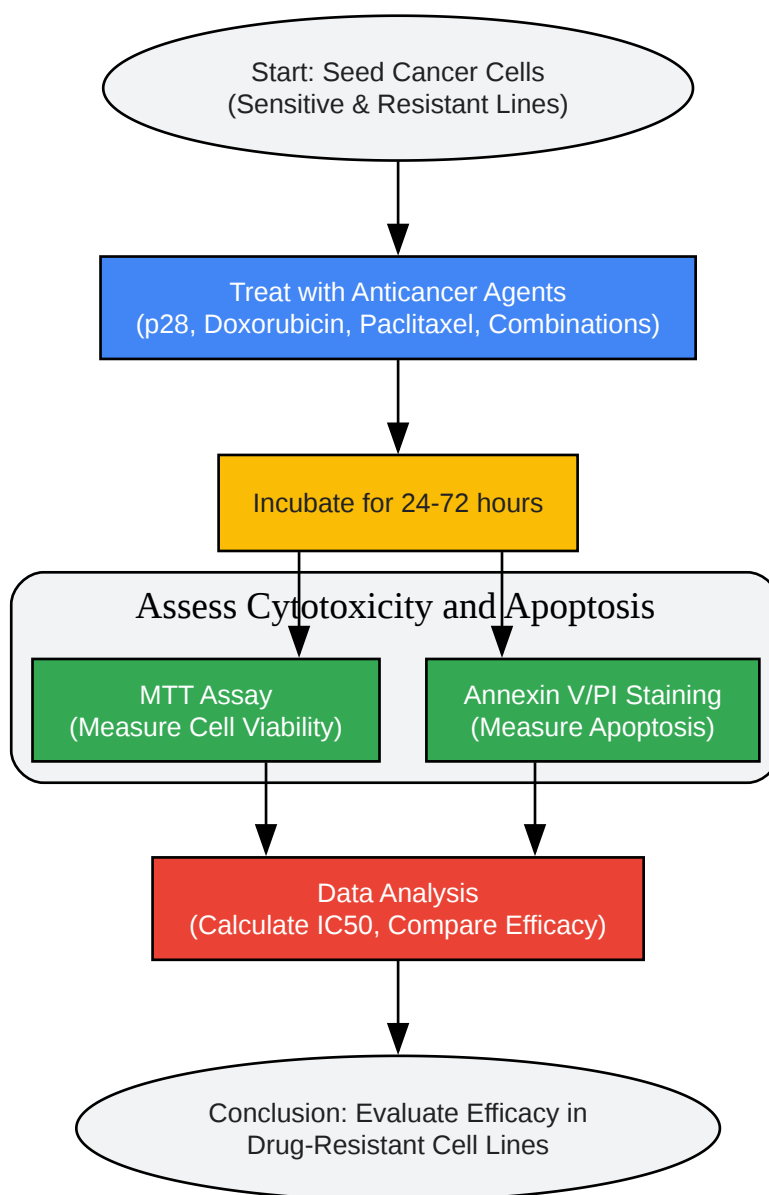 Start: Seed Cancer Cells
(Sensitive & Resistant Lines)
Treat with Anticancer Agents
(p28, Doxorubicin, Paclitaxel, Combinations)
Incubate for 24-72 hours
Assess Cytotoxicity and Apoptosis
MTT Assay
(Measure Cell Viability)
Annexin V/PI Staining
(Measure Apoptosis)
Data Analysis
(Calculate IC50, Compare Efficacy)
Conclusion: Evaluate Efficacy in
Drug-Resistant Cell Lines